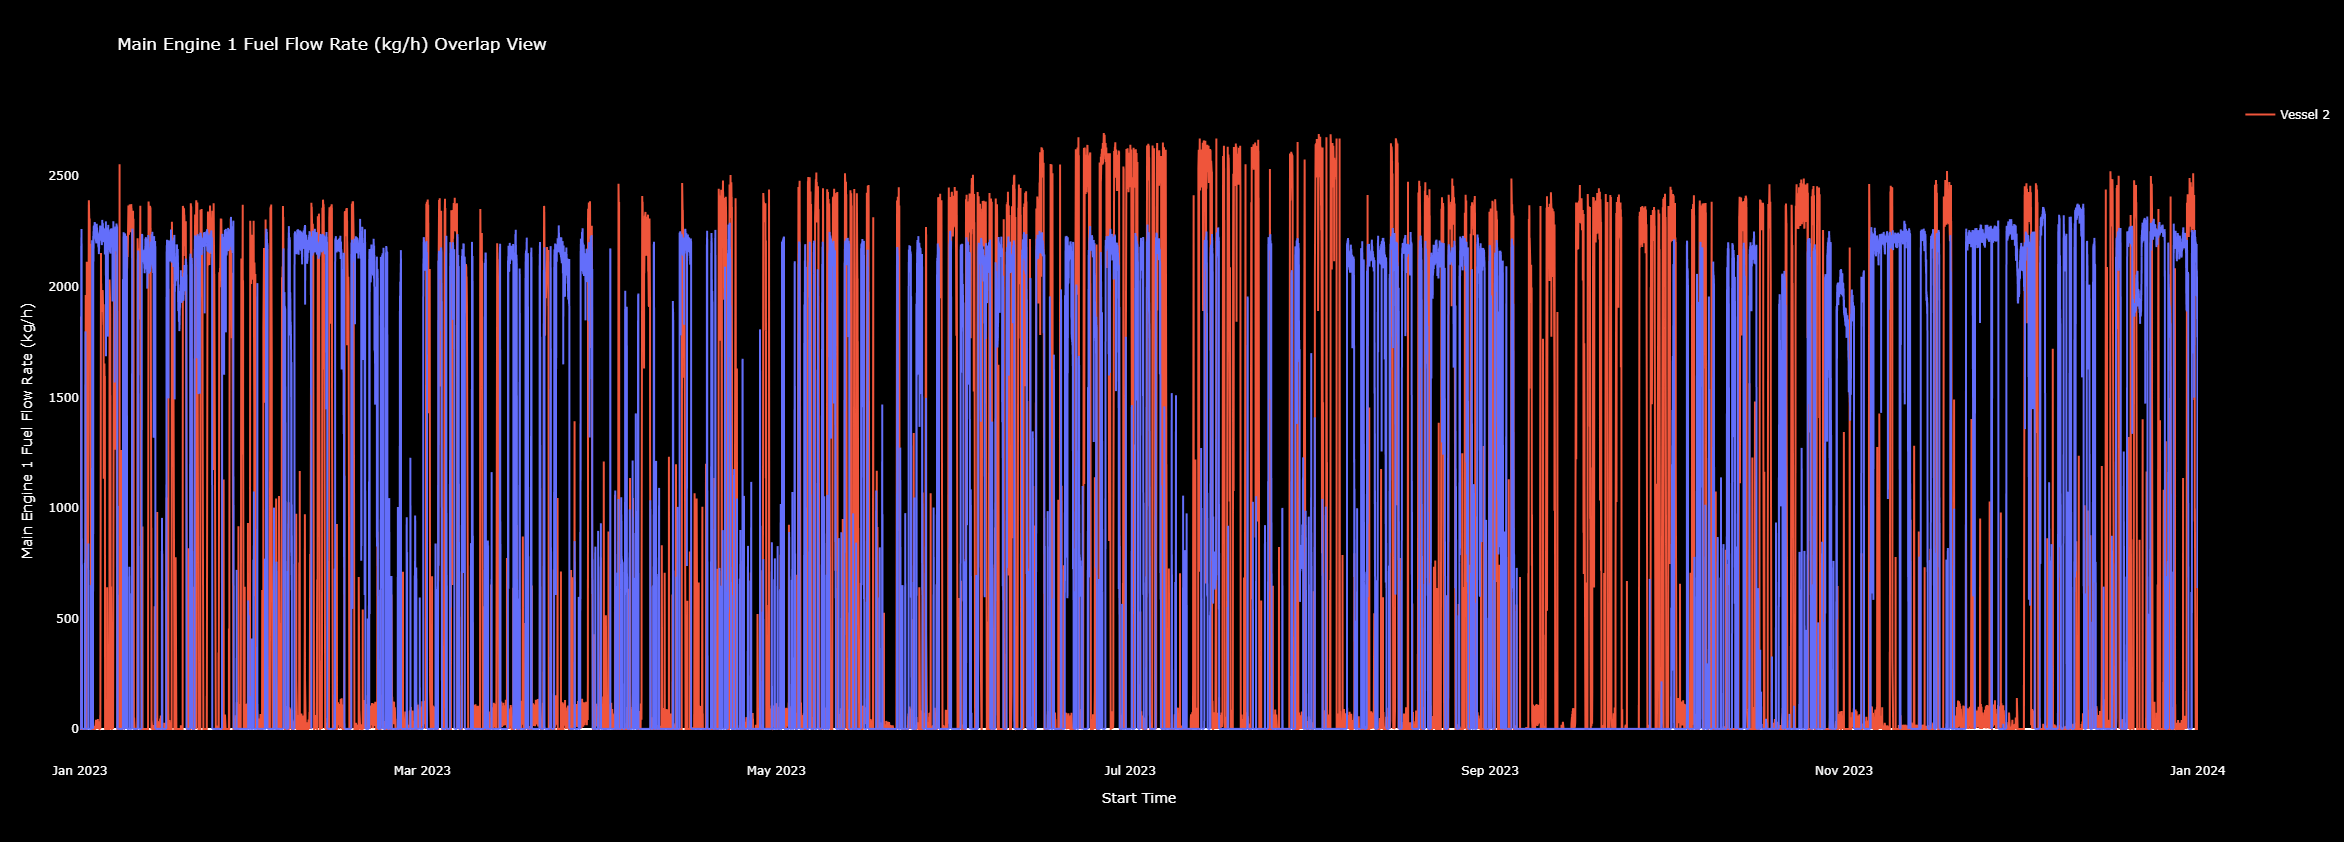 Main Engine 1 Fuel Flow Rate (kg/h) Overlap View
Vessel 2
2500
2000
1500
1000
500
0
Main Engine 1 Fuel Flow Rate (kg/h)
Jan 2023
Mar 2023
May 2023
Jul 2023
Sep 2023
Nov 2023
Jan 2024
Start Time